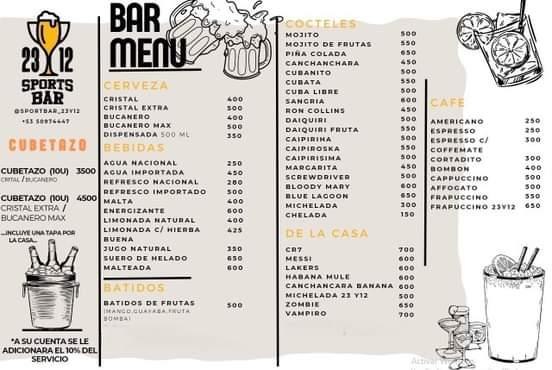 23 12
SPORTS
BAR
@SPORTBAR_23Y12
+53 50974447
CUBETAZO
CUBETAZO (10U) 3500
CRITAL / BUCANERO
CUBETAZO (10U) 4500
CRISTAL EXTRA /
BUCANERO MAX
...INCLUYE UNA TAPA POR
LA CASA...
*A SU CUENTA SE LE
ADICIONARA EL 10% DEL
SERVICIO
BAR
MENU
CERVEZA
CRISTAL 400
CRISTAL EXTRA 500
BUCANERO 400
BUCANERO MAX 500
DISPENSADA 500 ML 350
BEBIDAS
AGUA NACIONAL 250
AGUA IMPORTADA 450
REFRESCO NACIONAL 280
REFRESCO IMPORTADO 500
MALTA 400
ENERGIZANTE 600
LIMONADA NATURAL 400
LIMONADA C/ HIERBA 425
BUENA
JUGO NATURAL 350
SUERO DE HELADO 650
MALTEADA 600
BATIDOS
BATIDOS DE FRUTAS 500
(MANGO,GUAYABA,FRUTA
BOMBA)
COCTELES
MOJITO 500
MOJITO DE FRUTAS 550
PIÑA COLADA 650
CANCHANCHARA 450
CUBANITO 500
CUBATA 550
CUBA LIBRE 500
SANGRIA 600
RON COLLINS 450
DAIQUIRI 500
DAIQUIRI FRUTA 550
CAIPIRINA 500
CAIPIROSKA 550
CAIPIRISIMA 500
MARGARITA 450
SCREWDRIVER 500
BLOODY MARY 600
BLUE LAGOON 650
MICHELADA 300
CHELADA 150
DE LA CASA
CR7 700
MESSI 600
LAKERS 600
HABANA MULE 600
CANCHANCARA BANANA 600
MICHELADA 23 Y12 500
ZOMBIE 650
VAMPIRO 700
CAFE
AMERICANO 250
ESPRESSO 250
ESPRESSO C/ 300
COFFEMATE
CORTADITO 300
BOMBON 400
CAPPUCCINO 500
AFFOGATO 500
FRAPUCCINO 550
FRAPUCCINO 23Y12 650